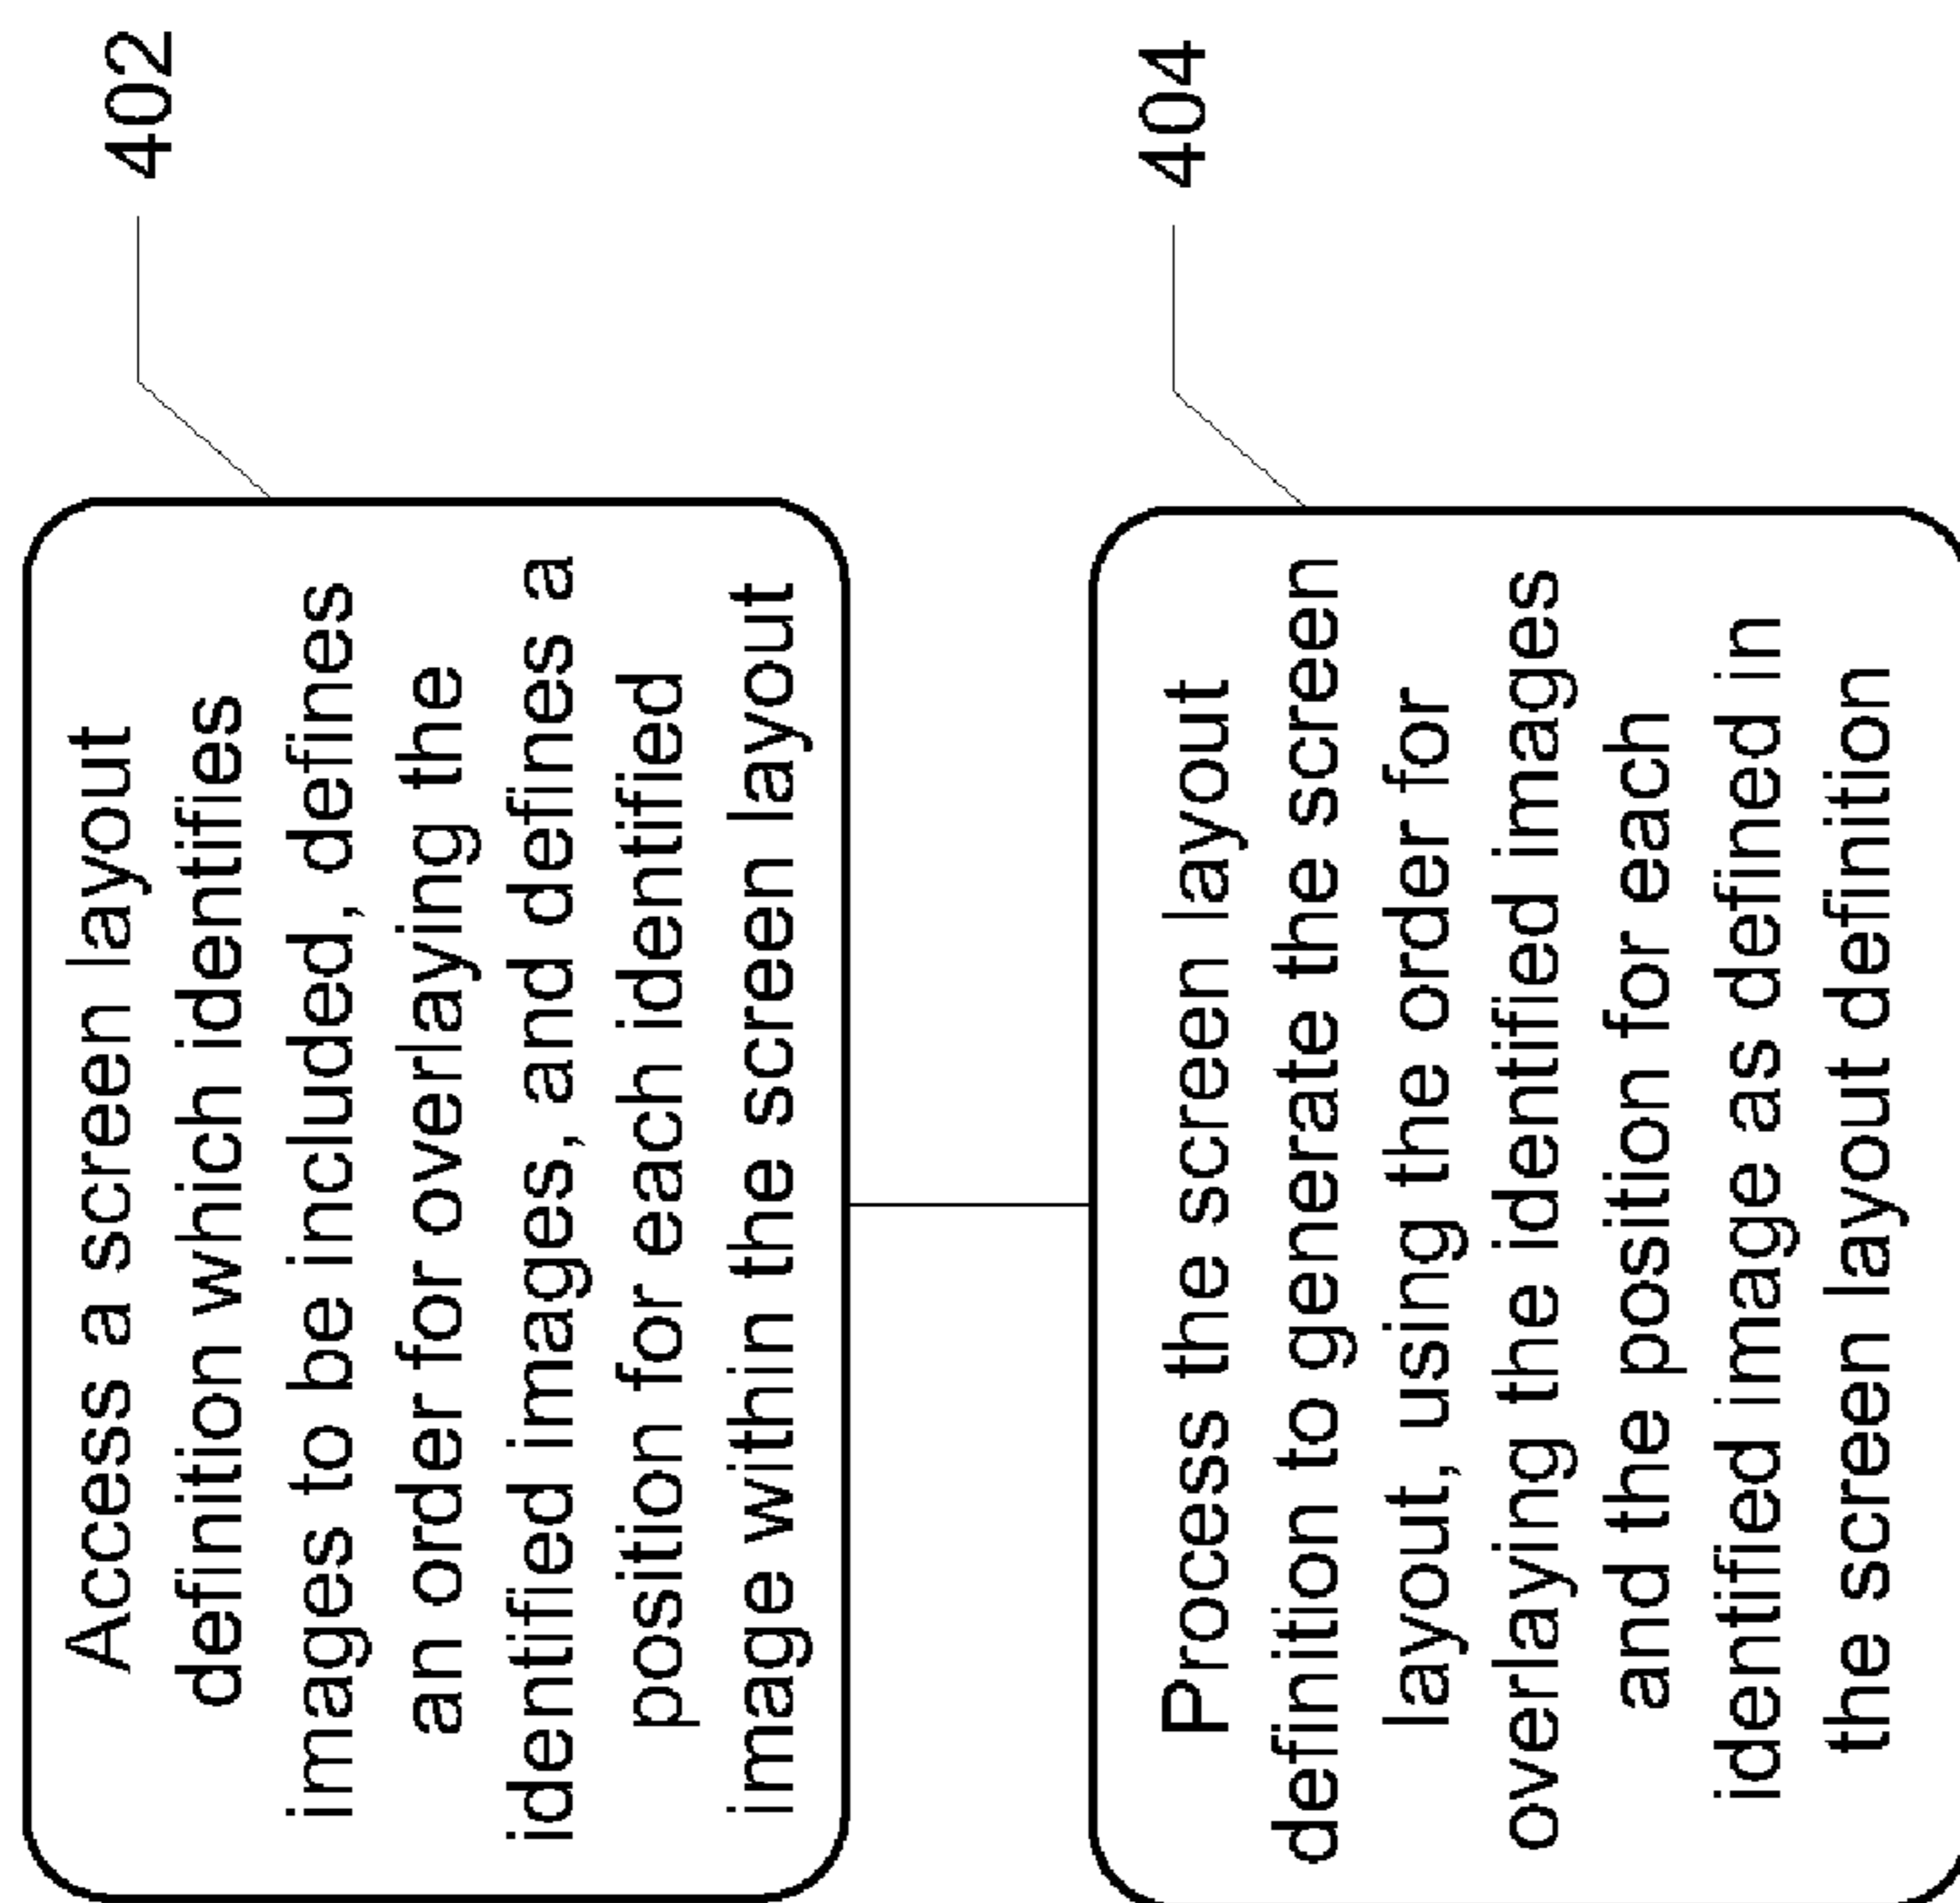 Access a screen layout
definition which identifies
images to be included, defines
an order for overlaying the
identified images, and defines a
position for each identified
image within the screen layout
402
Process the screen layout
definition to generate the screen
layout, using the order for
overlaying the identified images
and the position for each
identified image as defined in
the screen layout definition
404